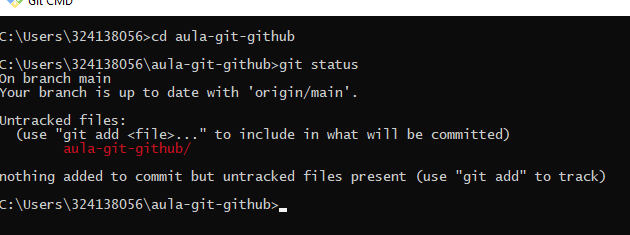 Git CMD
C:\Users\324138056>cd aula-git-github
C:\Users\324138056\aula-git-github>git status
On branch main
Your branch is up to date with 'origin/main'.
Untracked files:
(use "git add <file>..." to include in what will be committed)
aula-git-github/
nothing added to commit but untracked files present (use "git add" to track)
C:\Users\324138056\aula-git-github>